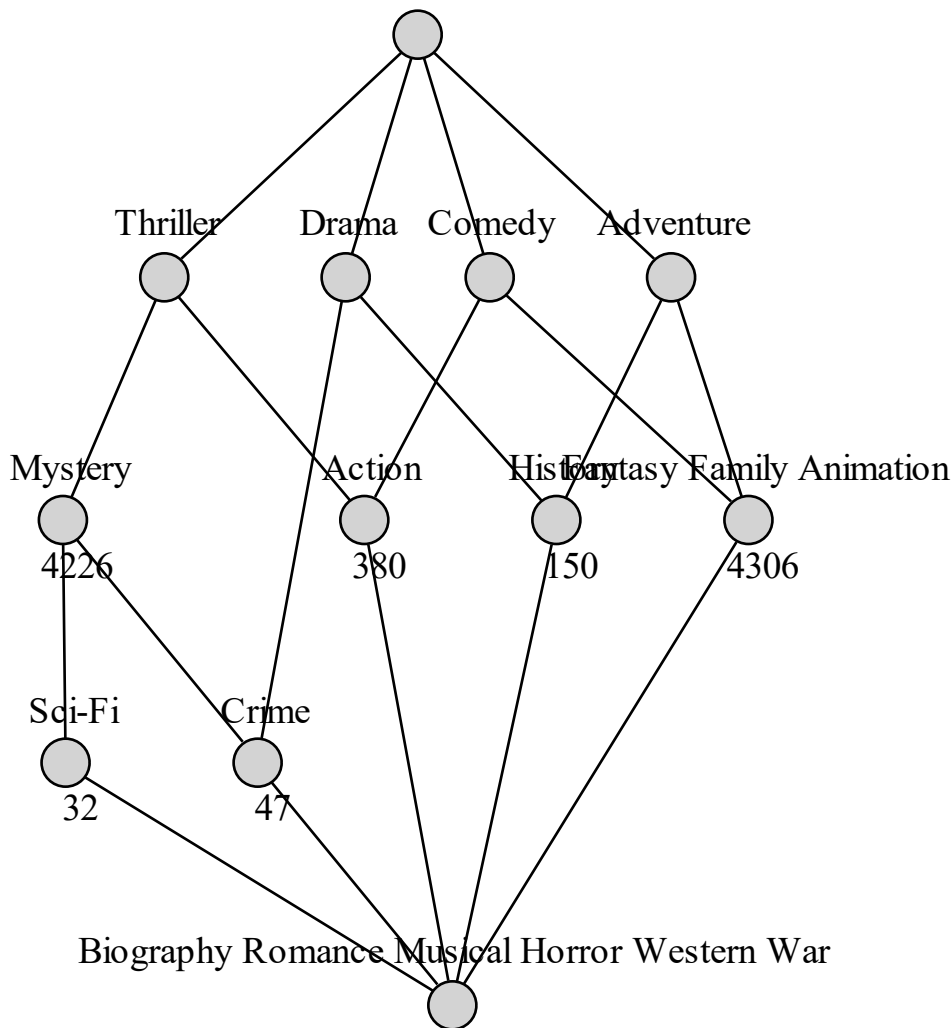 Thriller Drama Comedy Adventure
Mystery Action History Fantasy Family Animation
4226 380 150 4306
Sci-Fi Crime
32 47
Biography Romance Musical Horror Western War